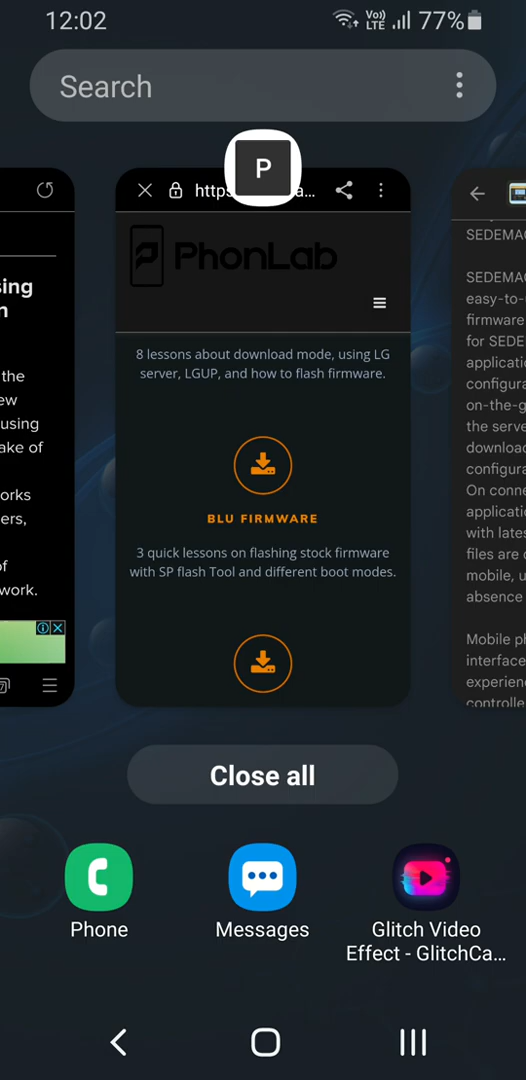 12:02
Vo))
LTE
77%
Search
P
https
a...
PhonLab
8 lessons about download mode, using LG
server, LGUP, and how to flash firmware.
BLU FIRMWARE
3 quick lessons on flashing stock firmware
with SP flash Tool and different boot modes.
sing
n
the
ew
using
ake of
orks
ers,
of
work.
SEDEMAC
SEDEMAC
easy-to-u
firmware
for SEDE
applicatio
configura
on-the-g
the serve
download
configura
On conne
applicatio
with lates
files are d
mobile, u
absence
Mobile ph
interface
experienc
controlle
Close all
Phone
Messages
Glitch Video
Effect - GlitchCa...